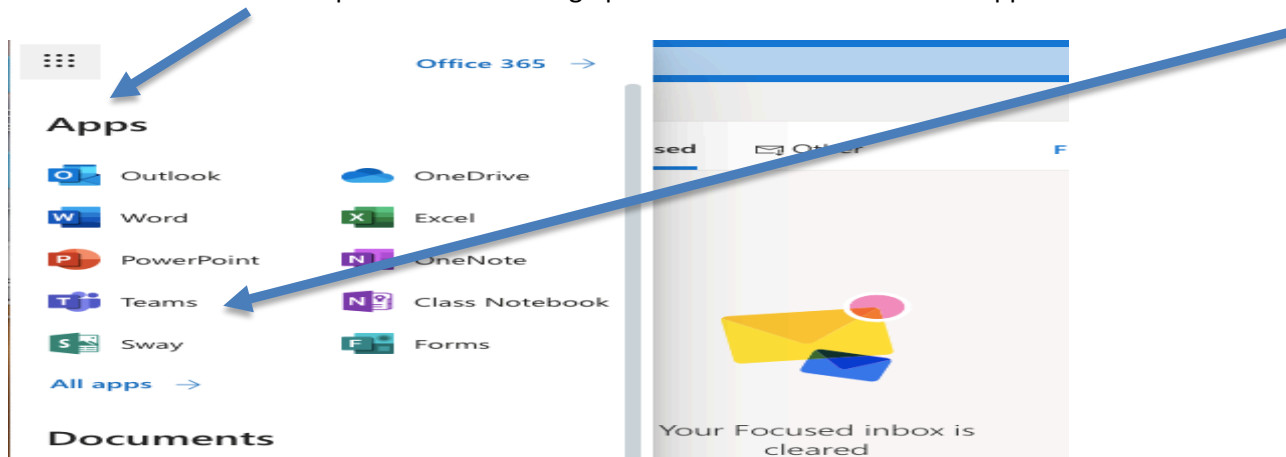 Office 365 →
Apps
Outlook OneDrive
Word Excel
PowerPoint OneNote
Teams Class Notebook
Sway Forms
All apps →
Documents
sed Other F
Your Focused inbox is
cleared